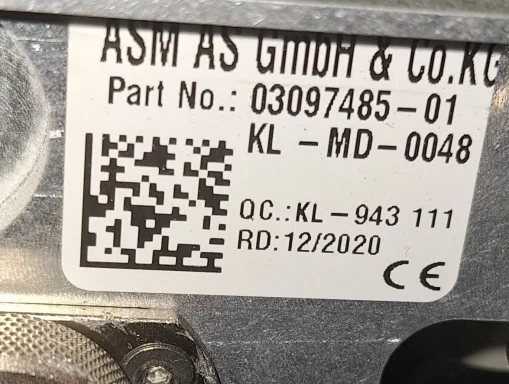 ASM AS GmbH & Co.KG
Part No.: 03097485-01
KL-MD-0048
QC.:KL-943 111
RD:12/2020
CE